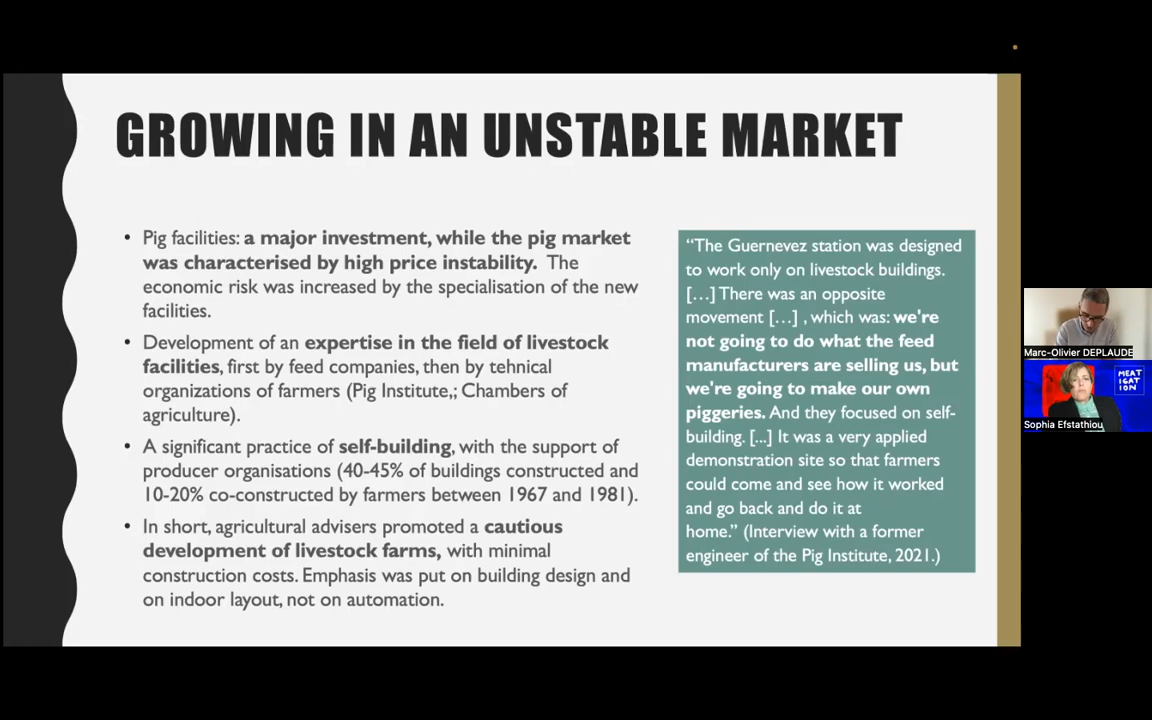 GROWING IN AN UNSTABLE MARKET
• Pig facilities: a major investment, while the pig market
was characterised by high price instability. The
economic risk was increased by the specialisation of the new
facilities.
• Development of an expertise in the field of livestock
facilities, first by feed companies, then by tehnical
organizations of farmers (Pig Institute,; Chambers of
agriculture).
• A significant practice of self-building, with the support of
producer organisations (40-45% of buildings constructed and
10-20% co-constructed by farmers between 1967 and 1981).
• In short, agricultural advisers promoted a cautious
development of livestock farms, with minimal
construction costs. Emphasis was put on building design and
on indoor layout, not on automation.
“The Guernevez station was designed
to work only on livestock buildings.
[…] There was an opposite
movement […] , which was: we're
not going to do what the feed
manufacturers are selling us, but
we're going to make our own
piggeries. And they focused on self-
building. [...] It was a very applied
demonstration site so that farmers
could come and see how it worked
and go back and do it at
home.” (Interview with a former
engineer of the Pig Institute, 2021.)
Marc-Olivier DEPLAUDE
MEAT
IGAT
ION
Sophia Efstathiou